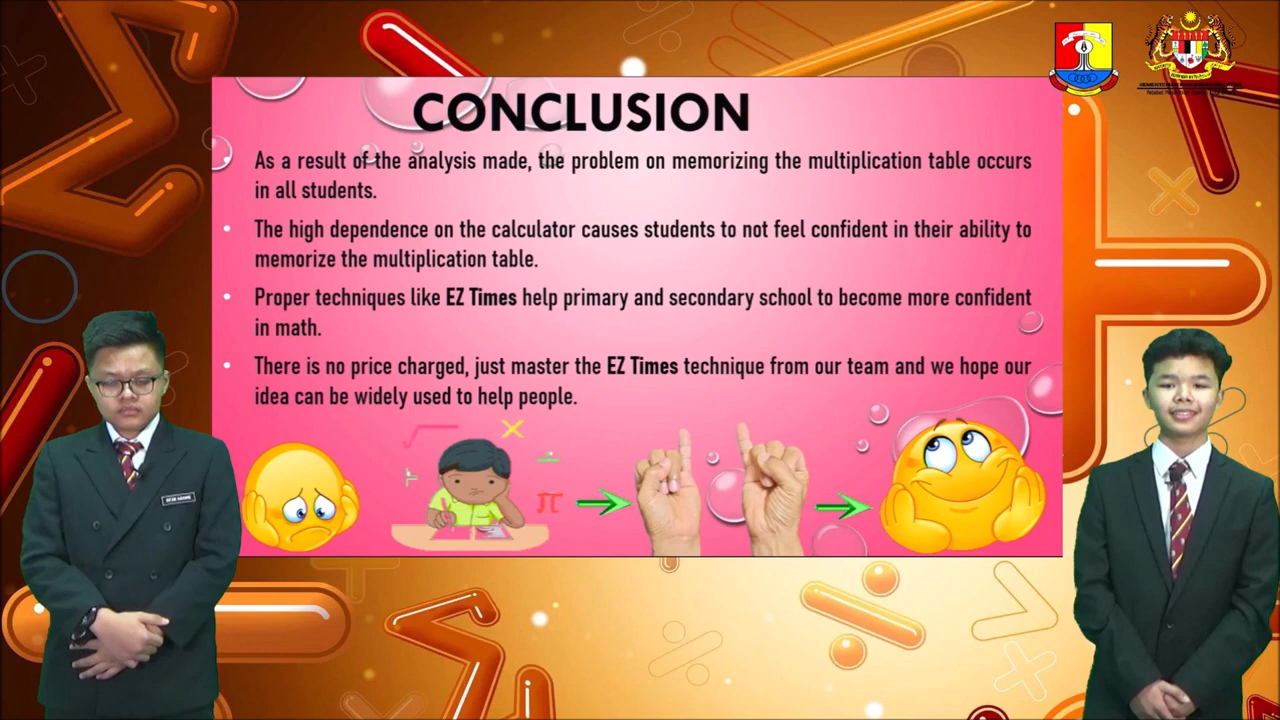 CONCLUSION
As a result of the analysis made, the problem on memorizing the multiplication table occurs
in all students.
• The high dependence on the calculator causes students to not feel confident in their ability to
memorize the multiplication table.
• Proper techniques like EZ Times help primary and secondary school to become more confident
in math.
• There is no price charged, just master the EZ Times technique from our team and we hope our
idea can be widely used to help people.